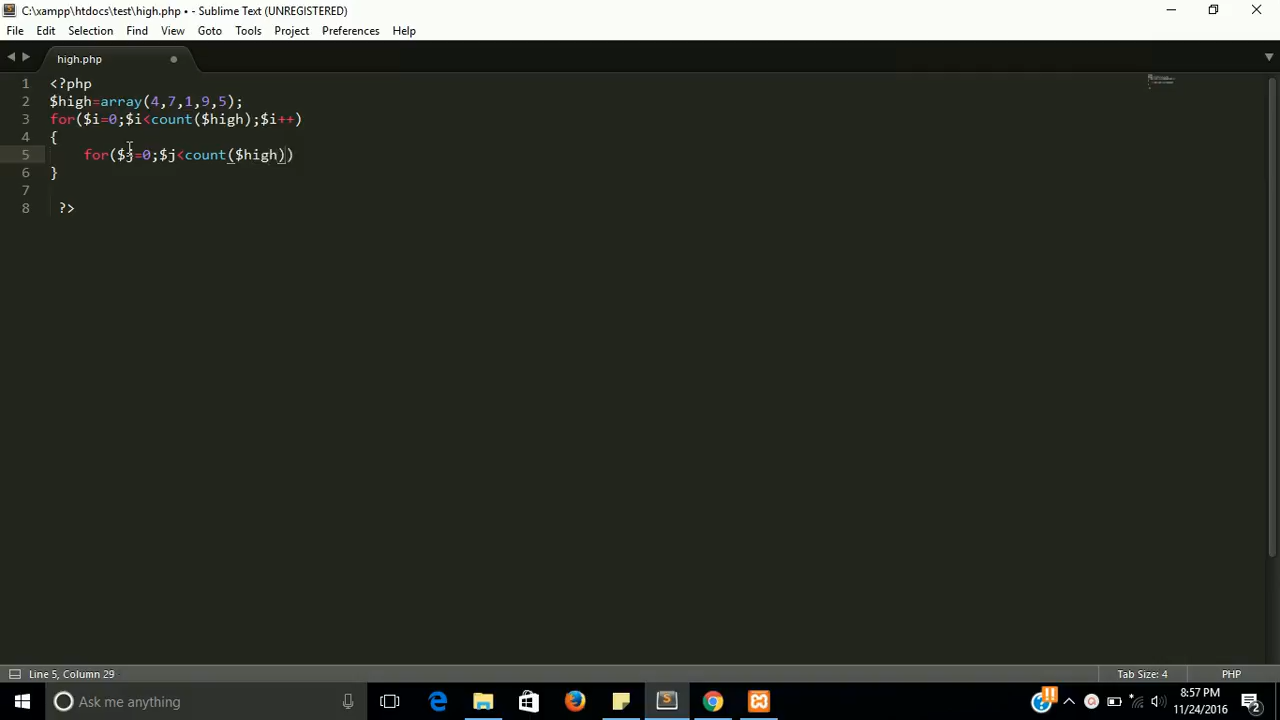 C:\xampp\htdocs\test\high.php • - Sublime Text (UNREGISTERED)
File Edit Selection Find View Goto Tools Project Preferences Help
high.php
1 <?php
2 $high=array(4,7,1,9,5);
3 for($i=0;$i<count($high);$i++)
4 {
5 for($j=0;$j<count($high))
6 }
7
8 ?>
Line 5, Column 29 Tab Size: 4 PHP
Ask me anything
8:57 PM
11/24/2016
2